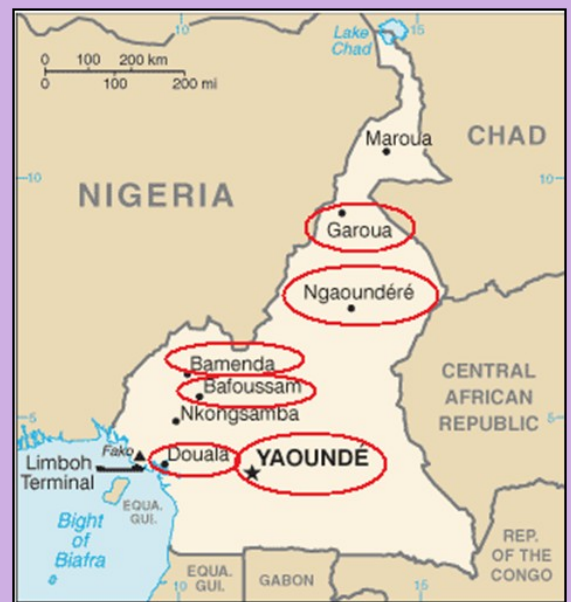 10
15
Lake
Chad
0 100 200 km
0 100 200 mi
Maroua
CHAD
10
10
NIGERIA
Garoua
Ngaoundéré
Bamenda
Bafoussam
CENTRAL
AFRICAN
REPUBLIC
5
5
Nkongsamba
Fako
Douala
YAOUNDÉ
Limboh
Terminal
EQUA.
GUI.
Bight
of
Biafra
REP.
OF THE
CONGO
EQUA.
GUI.
GABON
10
15